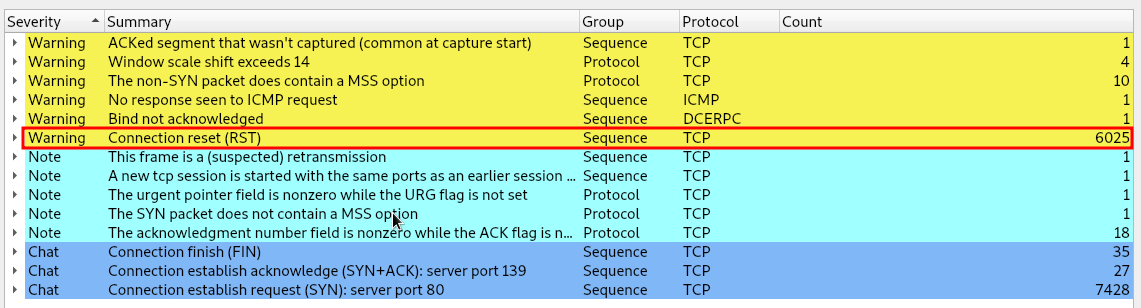 Severity Summary Group Protocol Count
Warning ACKed segment that wasn't captured (common at capture start) Sequence TCP 1
Warning Window scale shift exceeds 14 Protocol TCP 4
Warning The non-SYN packet does contain a MSS option Protocol TCP 10
Warning No response seen to ICMP request Sequence ICMP 1
Warning Bind not acknowledged Sequence DCERPC 1
Warning Connection reset (RST) Sequence TCP 6025
Note This frame is a (suspected) retransmission Sequence TCP 1
Note A new tcp session is started with the same ports as an earlier session ... Sequence TCP 1
Note The urgent pointer field is nonzero while the URG flag is not set Protocol TCP 1
Note The SYN packet does not contain a MSS option Protocol TCP 1
Note The acknowledgment number field is nonzero while the ACK flag is n... Protocol TCP 18
Chat Connection finish (FIN) Sequence TCP 35
Chat Connection establish acknowledge (SYN+ACK): server port 139 Sequence TCP 27
Chat Connection establish request (SYN): server port 80 Sequence TCP 7428